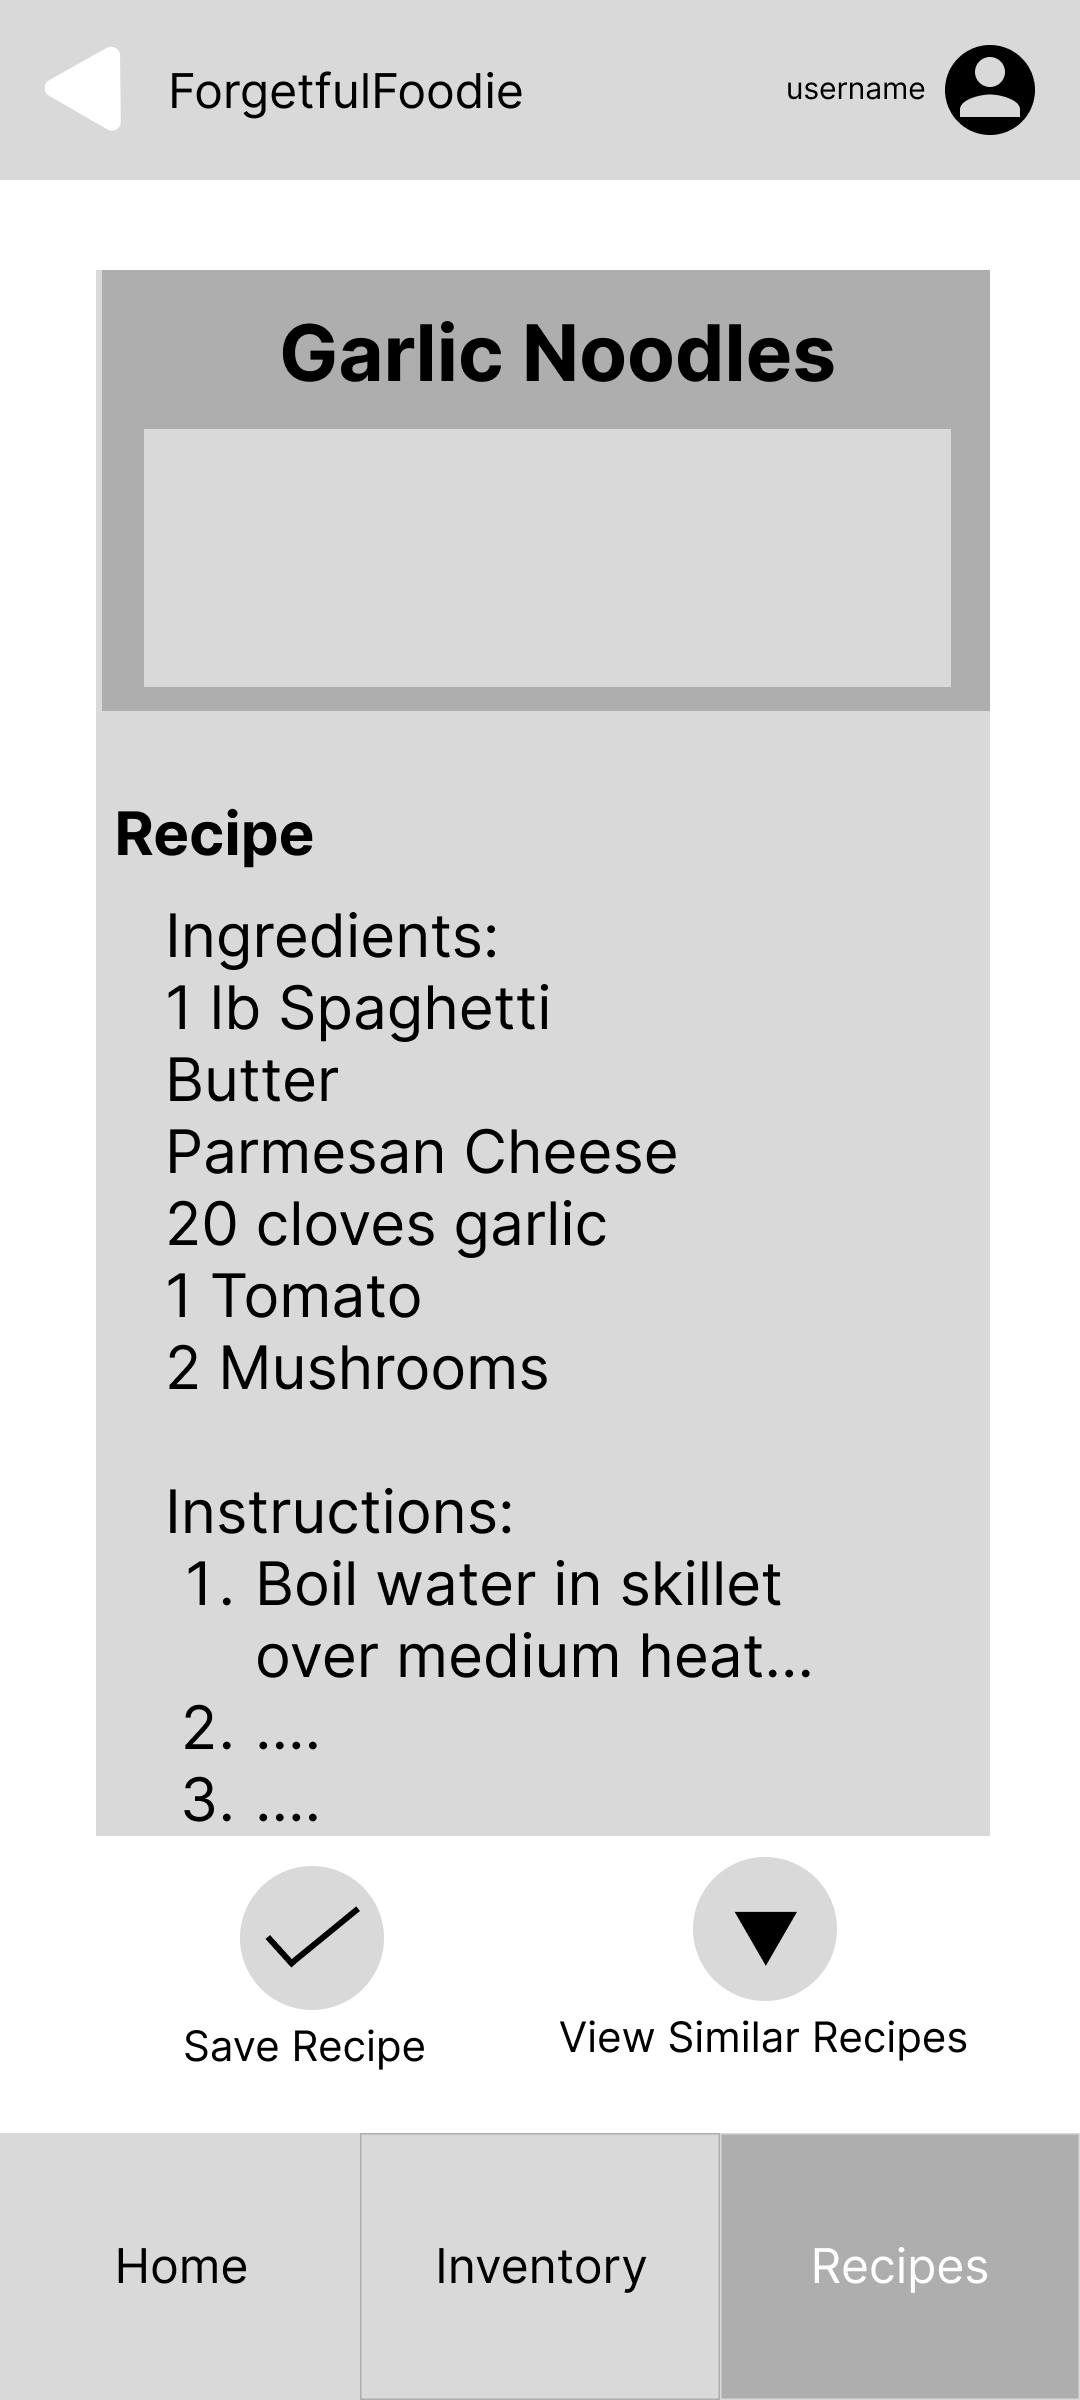 ForgetfulFoodie
username
Garlic Noodles
Recipe
Ingredients:
1 lb Spaghetti
Butter
Parmesan Cheese
20 cloves garlic
1 Tomato
2 Mushrooms
Instructions:
1. Boil water in skillet
over medium heat...
2. ....
3. ....
Save Recipe
View Similar Recipes
Home
Inventory
Recipes